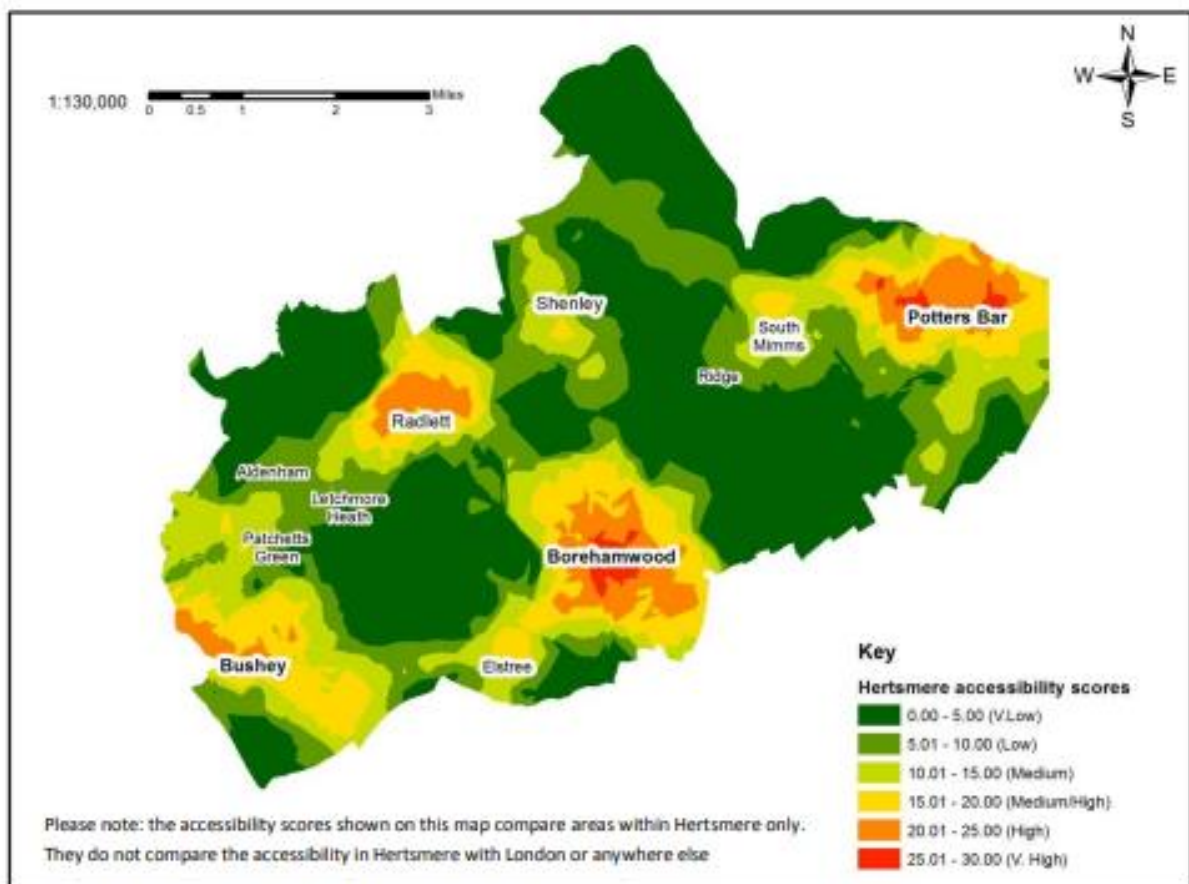 N
W E
S
1:130,000
Miles
0 0.5 1 2 3
Shenley
South
Mimms
Potters Bar
Ridge
Radlett
Aldenham
Letchmore
Heath
Patchetts
Green
Borehamwood
Bushey
Elstree
Key
Hertsmere accessibility scores
0.00 - 5.00 (V.Low)
5.01 - 10.00 (Low)
10.01 - 15.00 (Medium)
15.01 - 20.00 (Medium/High)
20.01 - 25.00 (High)
25.01 - 30.00 (V. High)
Please note: the accessibility scores shown on this map compare areas within Hertsmere only.
They do not compare the accessibility in Hertsmere with London or anywhere else